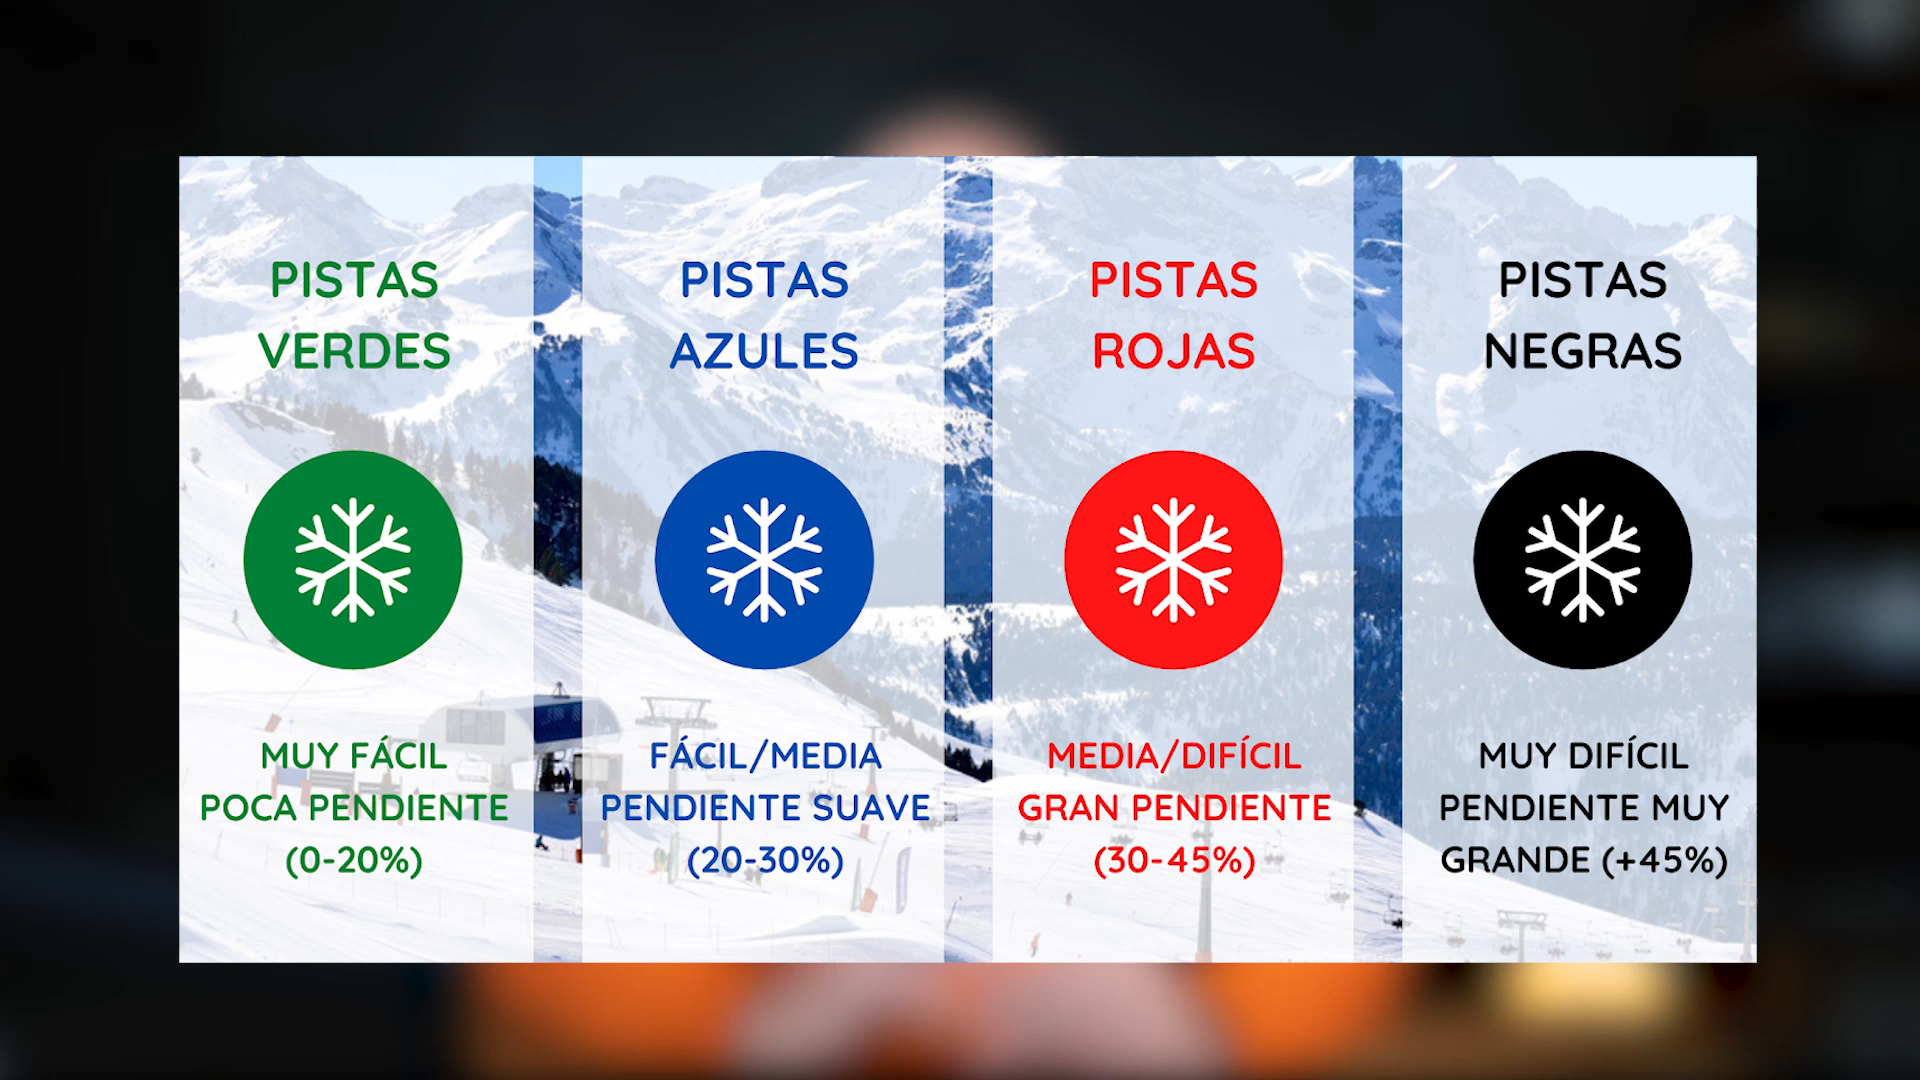 PISTAS
VERDES
MUY FÁCIL
POCA PENDIENTE
(0-20%)
PISTAS
AZULES
FÁCIL/MEDIA
PENDIENTE SUAVE
(20-30%)
PISTAS
ROJAS
MEDIA/DIFÍCIL
GRAN PENDIENTE
(30-45%)
PISTAS
NEGRAS
MUY DIFÍCIL
PENDIENTE MUY
GRANDE (+45%)